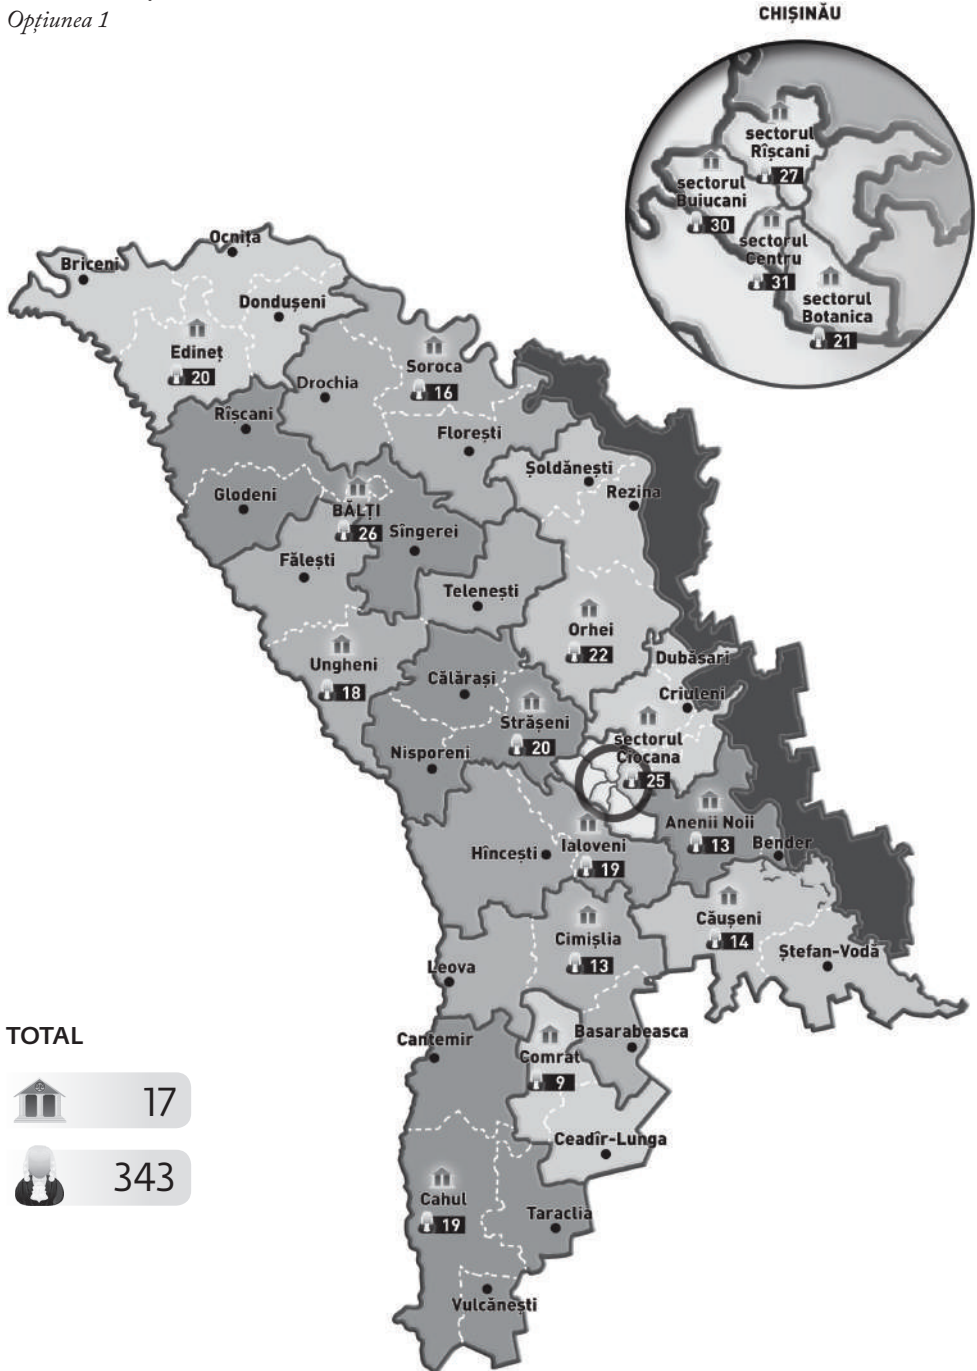 Opțiunea 1
CHIȘINĂU
sectorul
Rîșcani
27
sectorul
Buiucani
30
sectorul
Centru
31
sectorul
Botanica
21
Ocnița
Briceni
Dondușeni
Edineț
20
Soroca
16
Drochia
Rîșcani
Florești
Șoldănești
Rezina
Glodeni
BĂLȚI
26
Sîngerei
Fălești
Telenești
Orhei
22
Ungheni
18
Dubăsari
Călărași
Criuleni
Strășeni
20
sectorul
Ciocana
25
Nisporeni
Anenii Noii
13
Bender
Hîncești
Ialoveni
19
Căușeni
14
Cimișlia
13
Ștefan-Vodă
Leova
Cantemir
Basarabeasca
Comrat
9
Ceadîr-Lunga
Cahul
19
Taraclia
Vulcănești
TOTAL
17
343